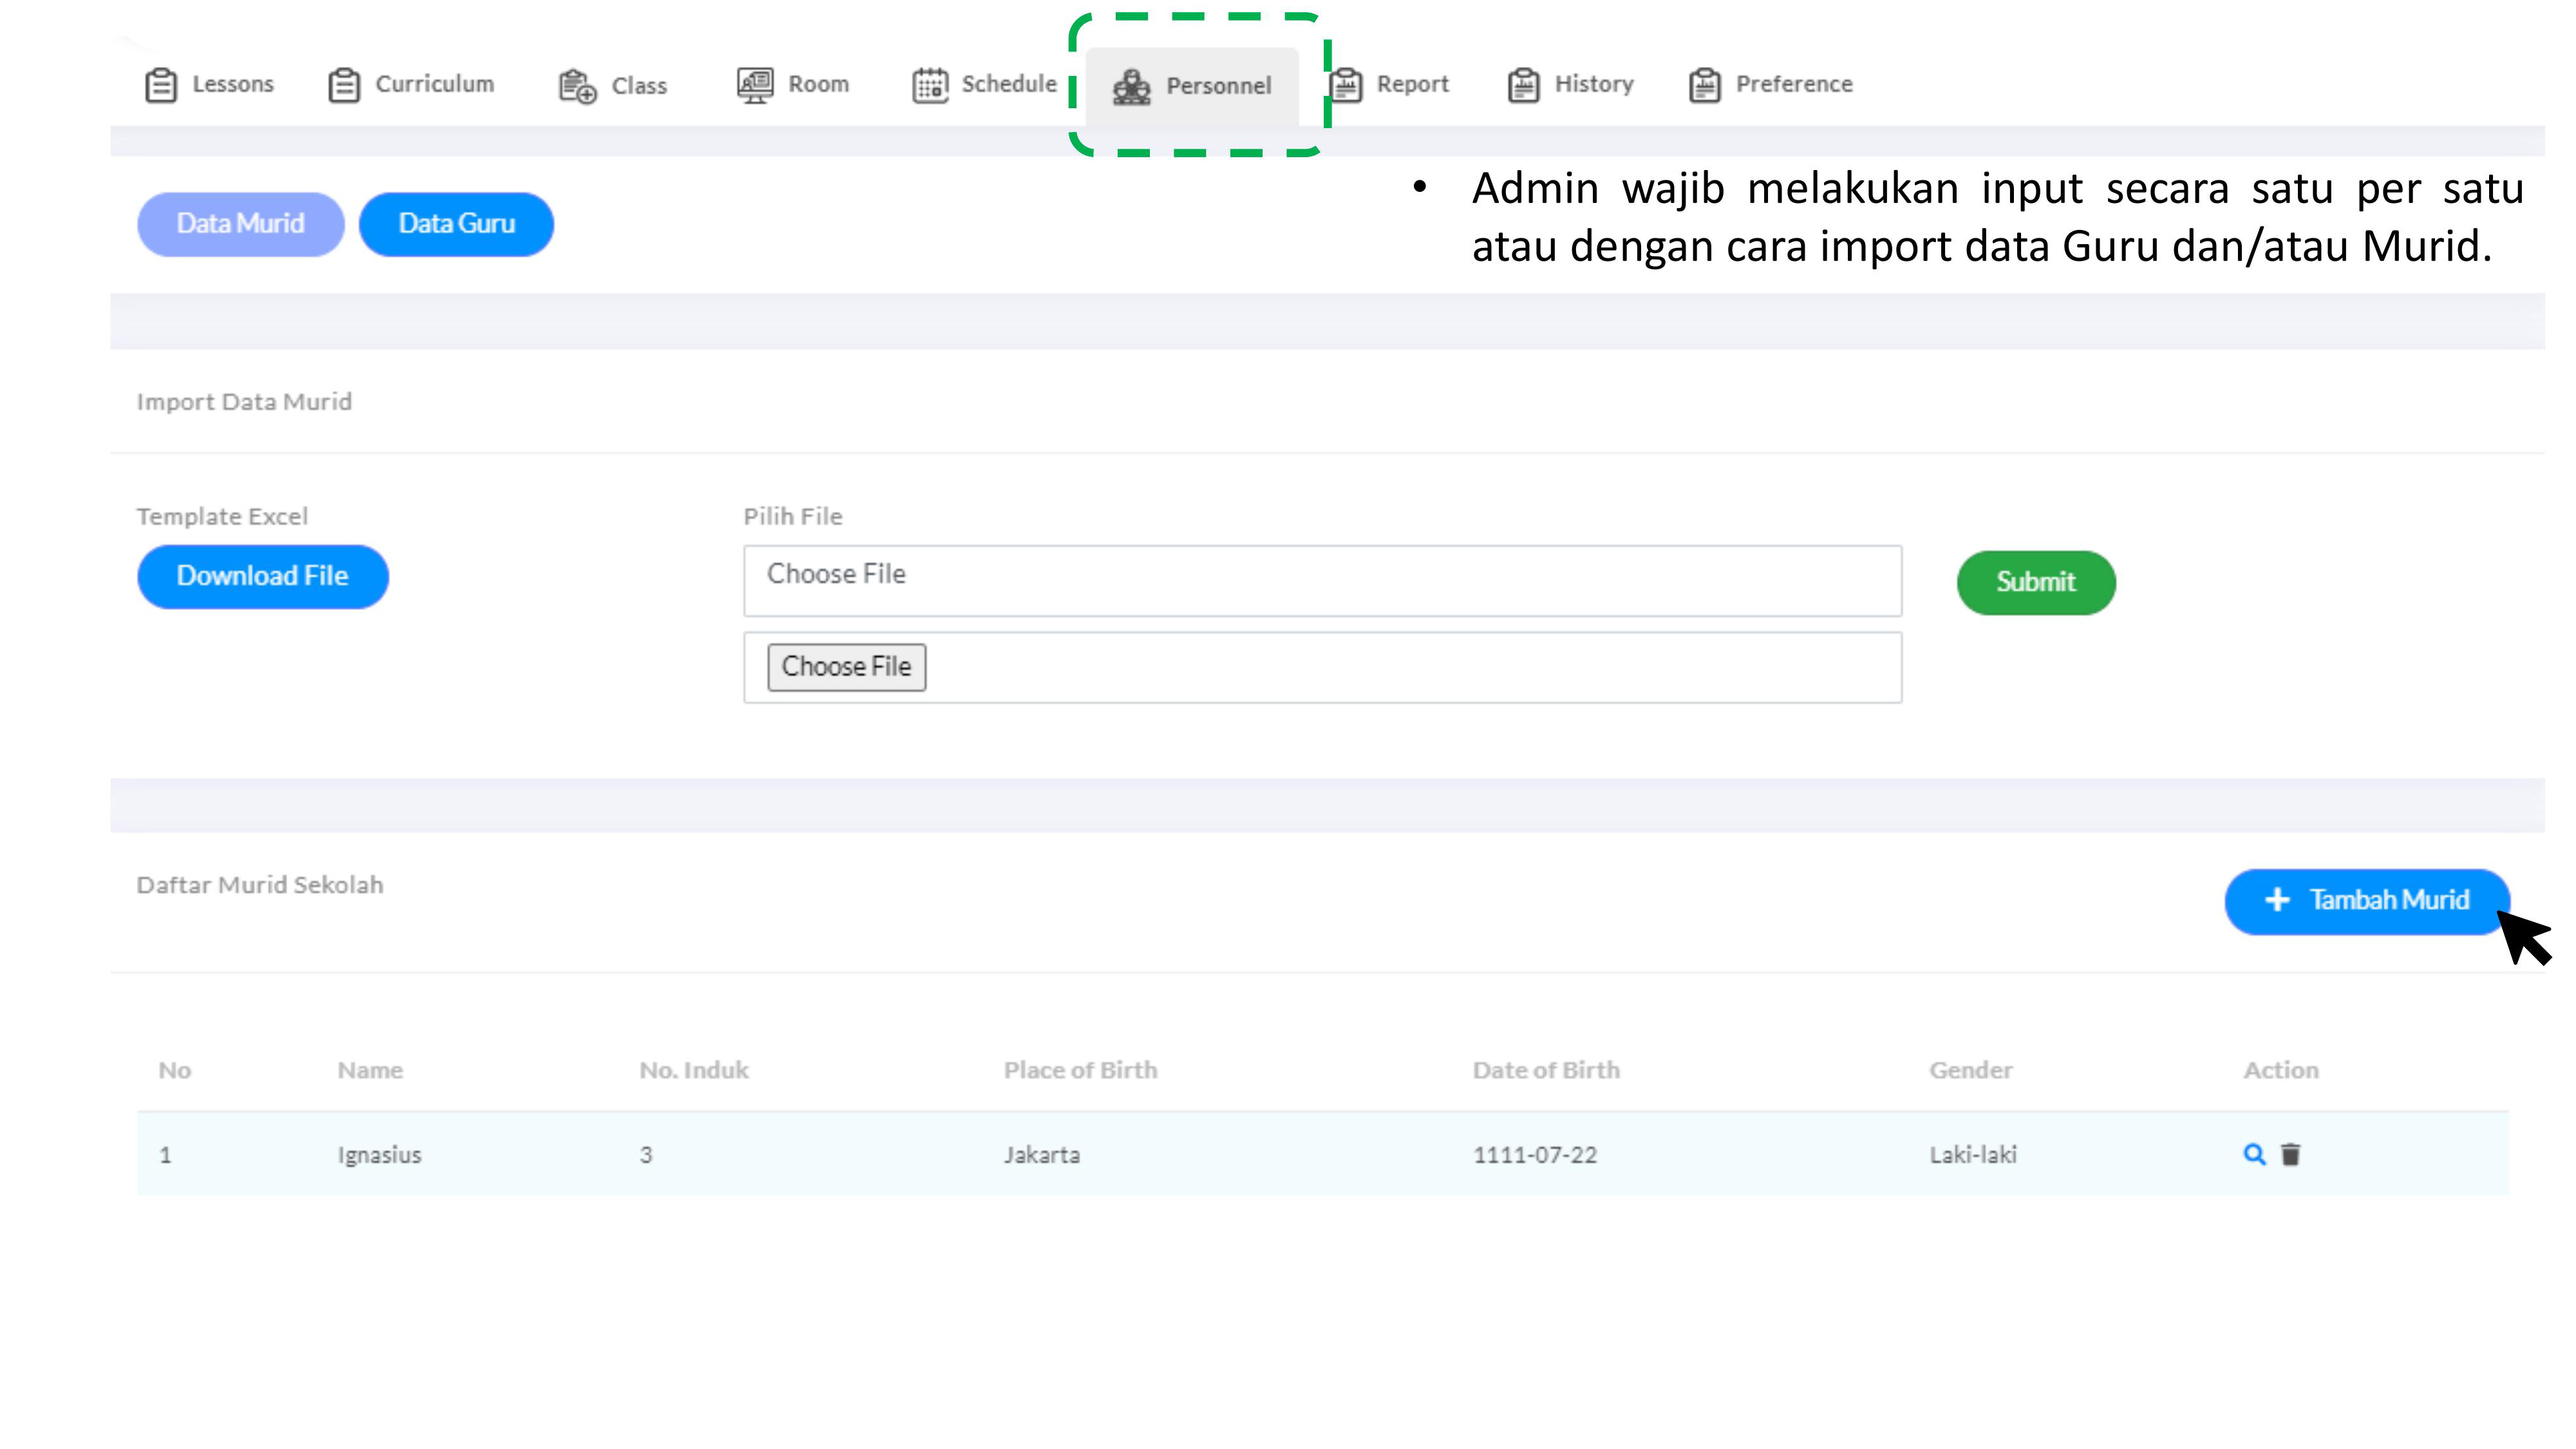 Lessons Curriculum Class Room Schedule Personnel Report History Preference
• Admin wajib melakukan input secara satu per satu
atau dengan cara import data Guru dan/atau Murid.
Data Murid Data Guru
Import Data Murid
Template Excel Pilih File
Download File Choose File Submit
Choose File
Daftar Murid Sekolah
+ Tambah Murid
No Name No. Induk Place of Birth Date of Birth Gender Action
1 Ignasius 3 Jakarta 1111-07-22 Laki-laki